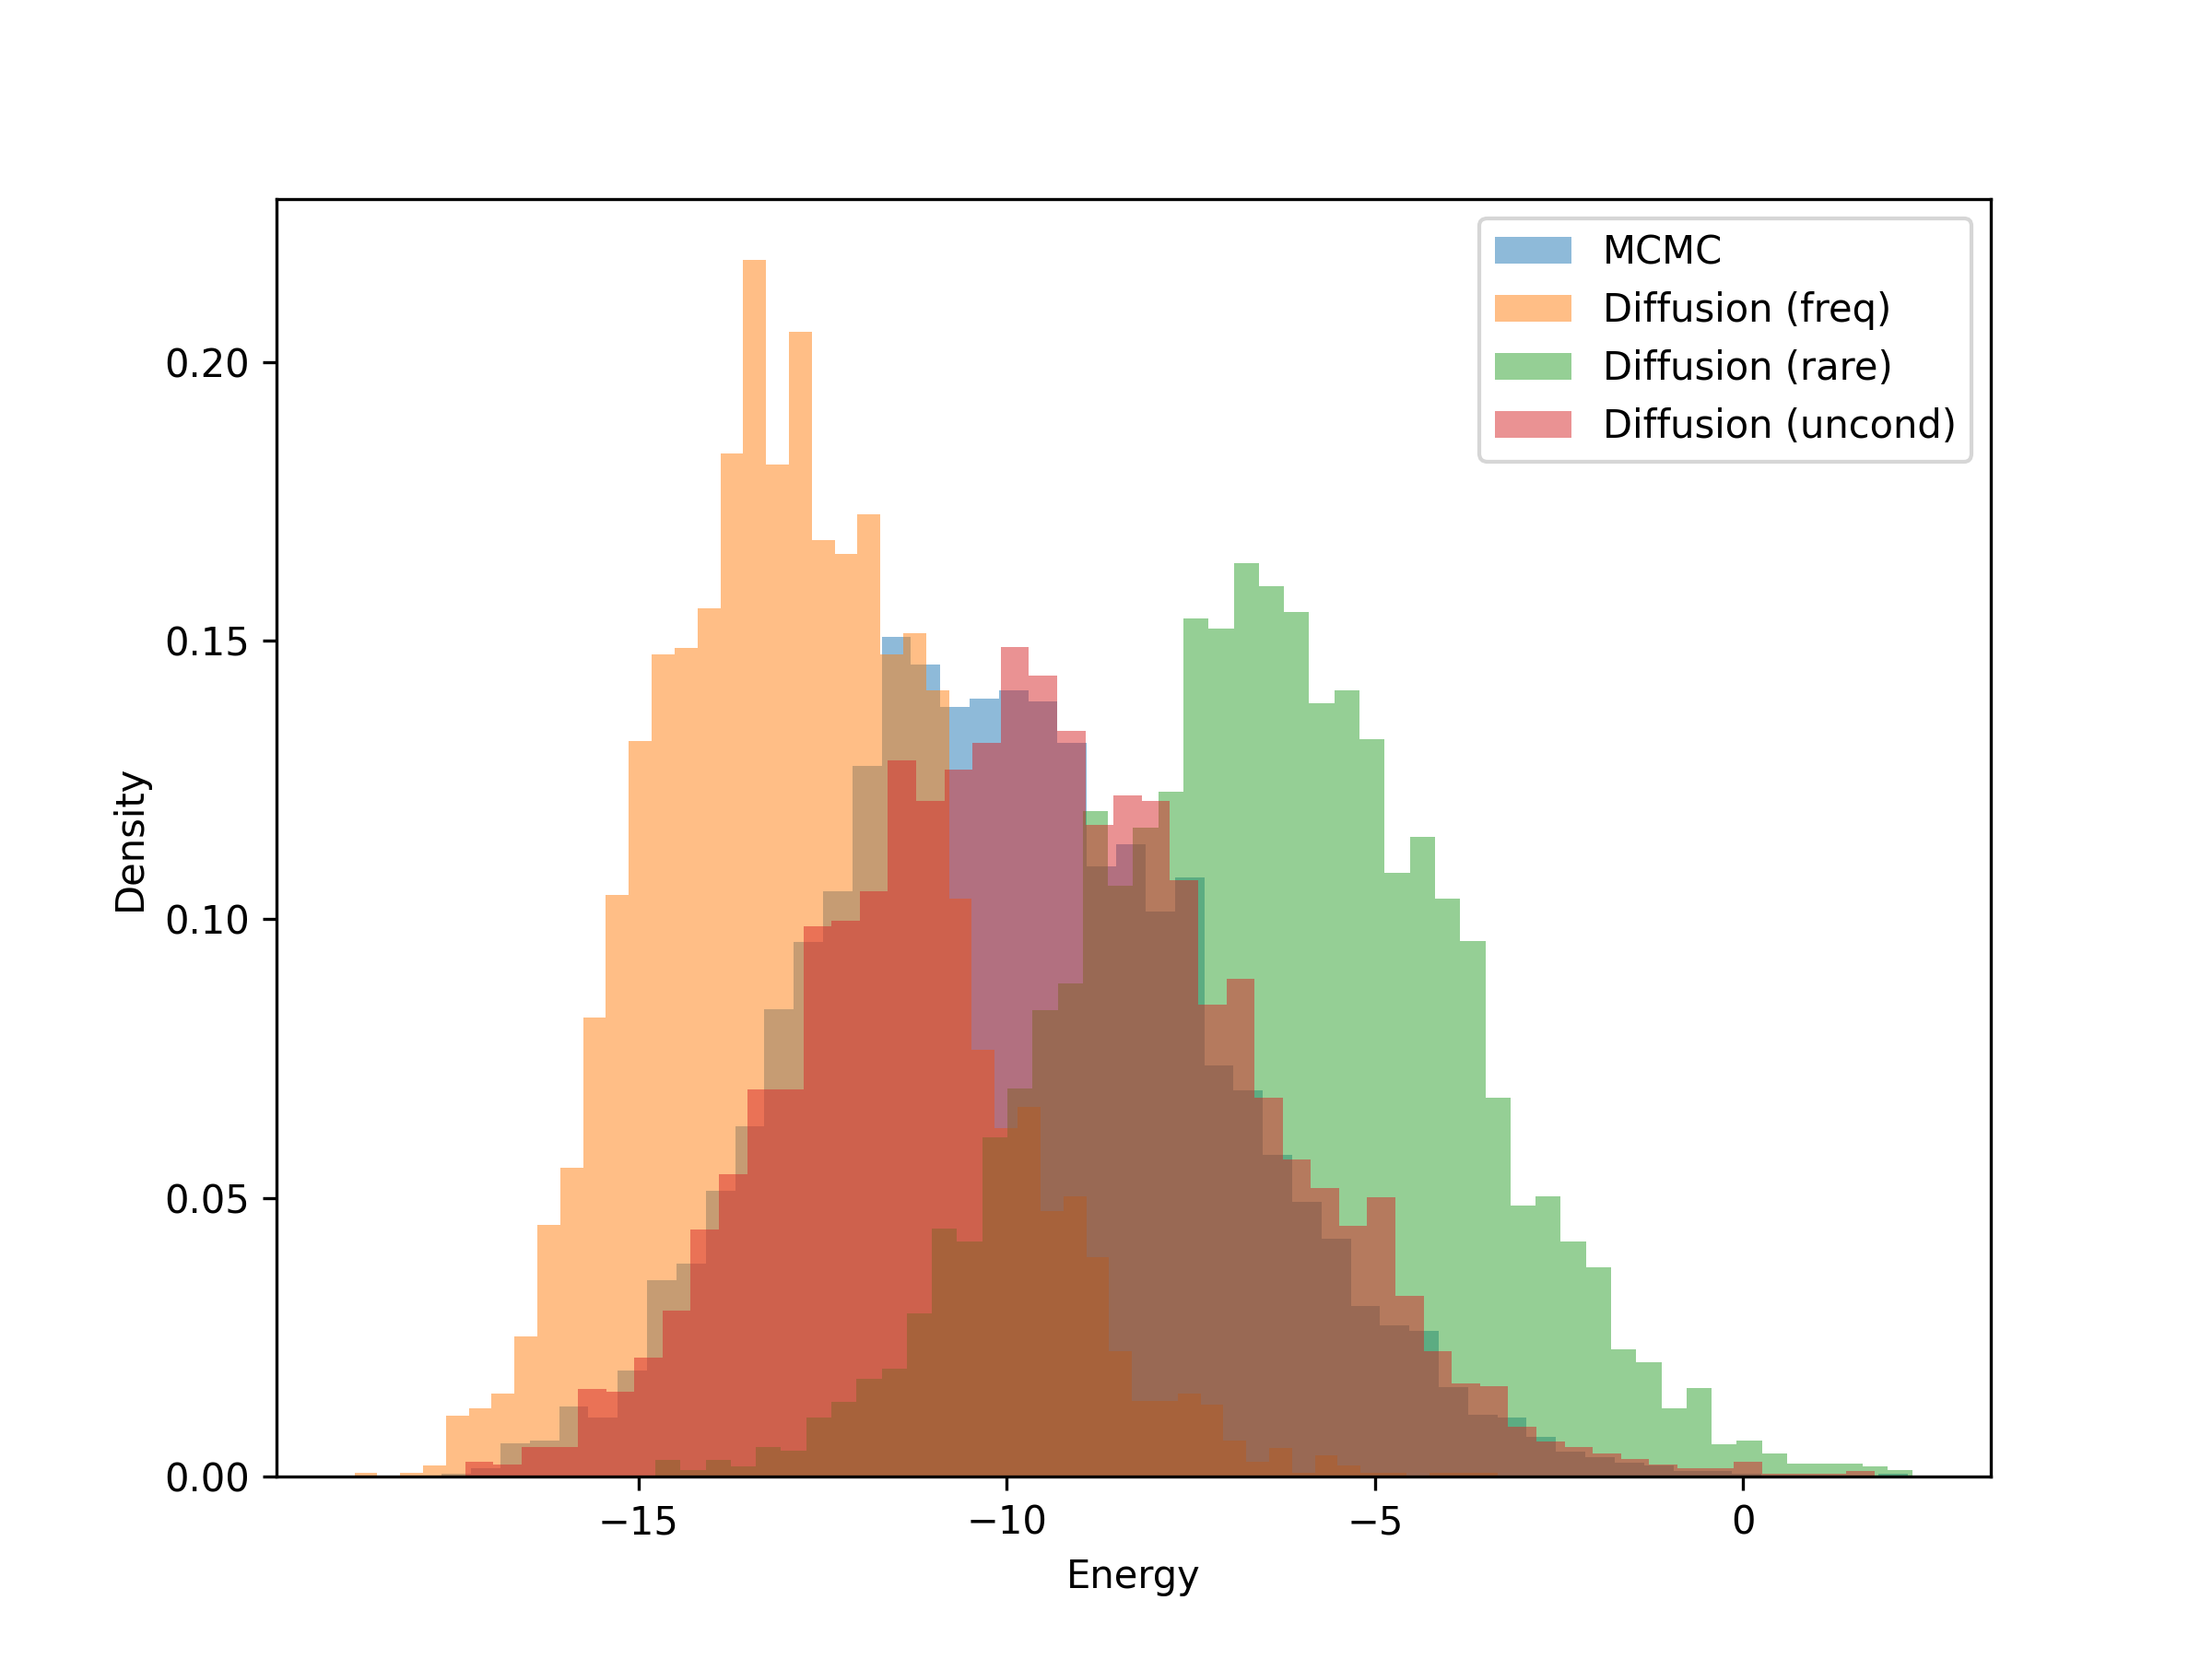 MCMC
Diffusion (freq)
Diffusion (rare)
Diffusion (uncond)
0.20
0.15
0.10
0.05
0.00
Density
−15
−10
−5
0
Energy